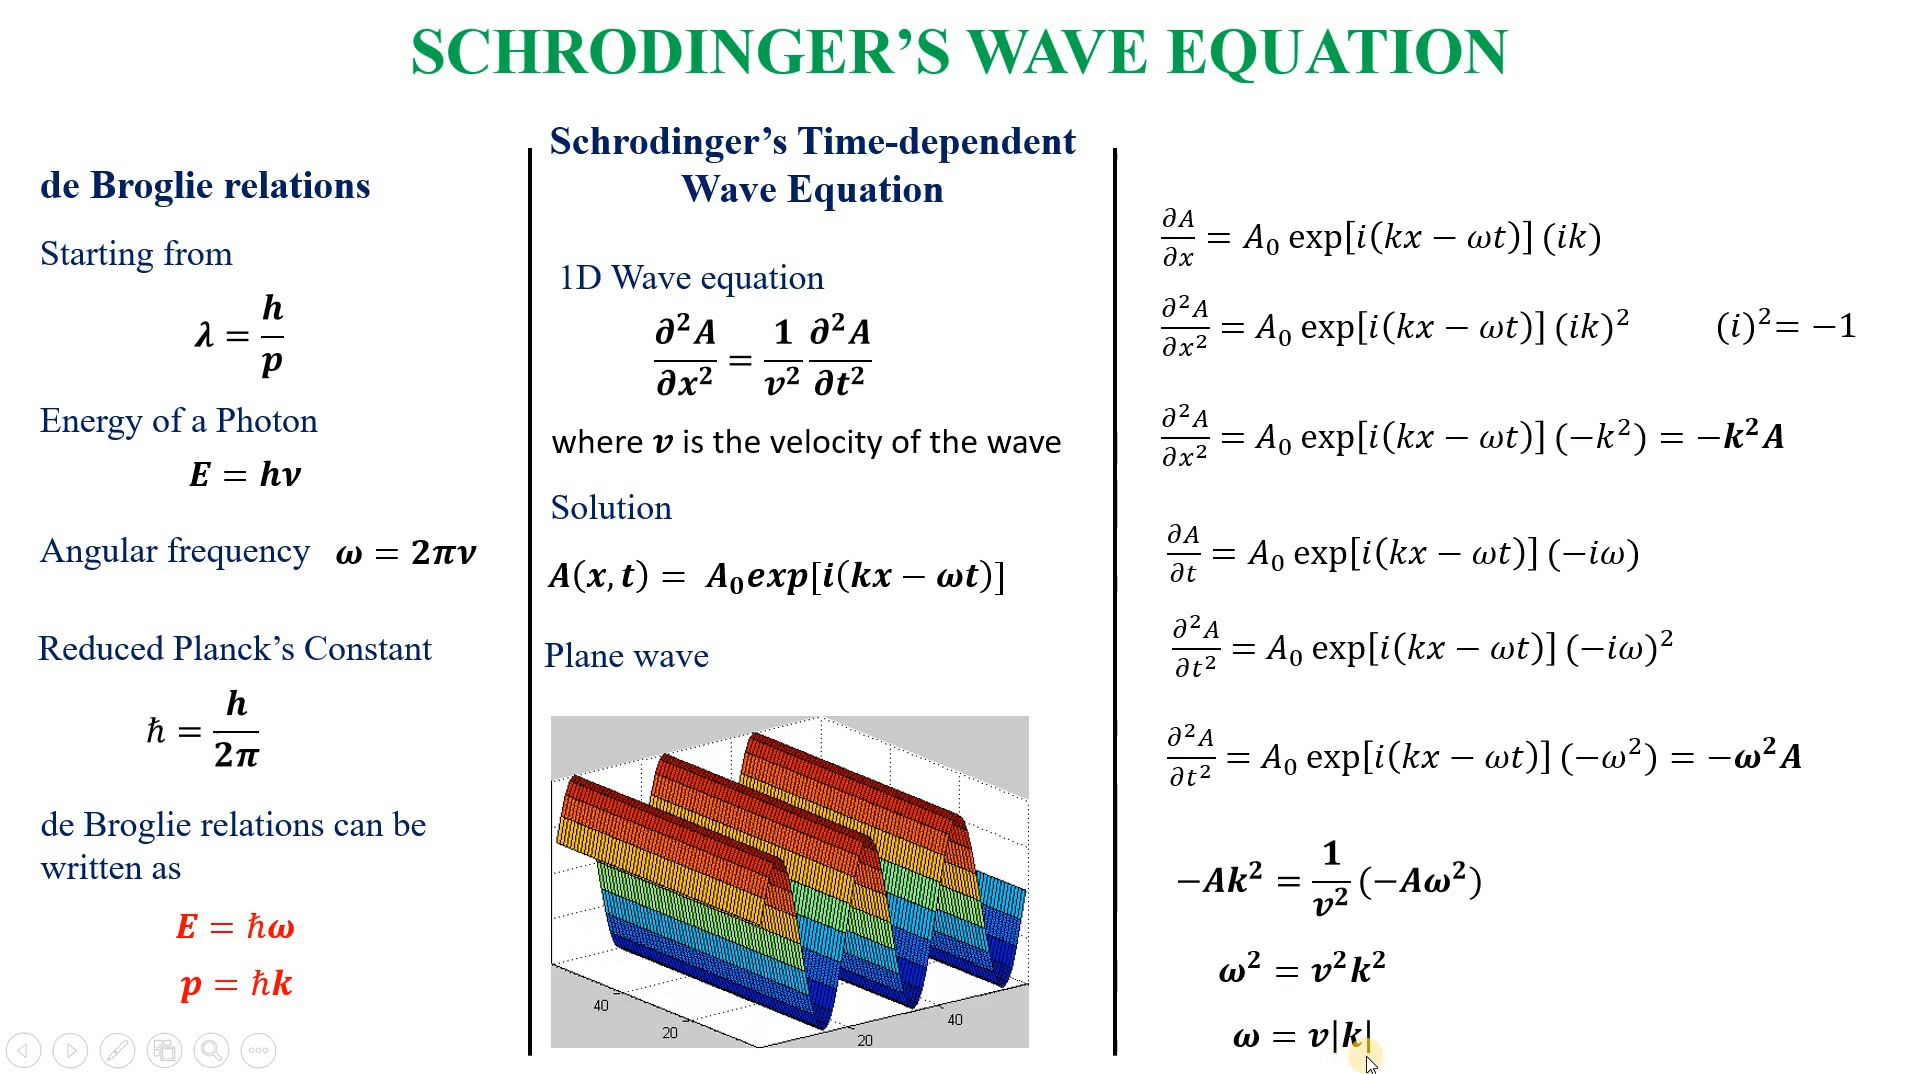 SCHRODINGER’S WAVE EQUATION
de Broglie relations
Starting from
λ = h/p
Energy of a Photon
E = hν
Angular frequency ω = 2πν
Reduced Planck’s Constant
ℏ = h/2π
de Broglie relations can be
written as
E = ℏω
p = ℏk
Schrodinger’s Time-dependent
Wave Equation
1D Wave equation
∂²A/∂x² = 1/v² ∂²A/∂t²
where v is the velocity of the wave
Solution
A(x, t) = A₀exp[i(kx − ωt)]
Plane wave
40
20
20
40
∂A/∂x = A₀ exp[i(kx − ωt)] (ik)
∂²A/∂x² = A₀ exp[i(kx − ωt)] (ik)² (i)²= −1
∂²A/∂x² = A₀ exp[i(kx − ωt)] (−k²) = −k²A
∂A/∂t = A₀ exp[i(kx − ωt)] (−iω)
∂²A/∂t² = A₀ exp[i(kx − ωt)] (−iω)²
∂²A/∂t² = A₀ exp[i(kx − ωt)] (−ω²) = −ω²A
−Ak² = 1/v² (−Aω²)
ω² = v²k²
ω = v|k|